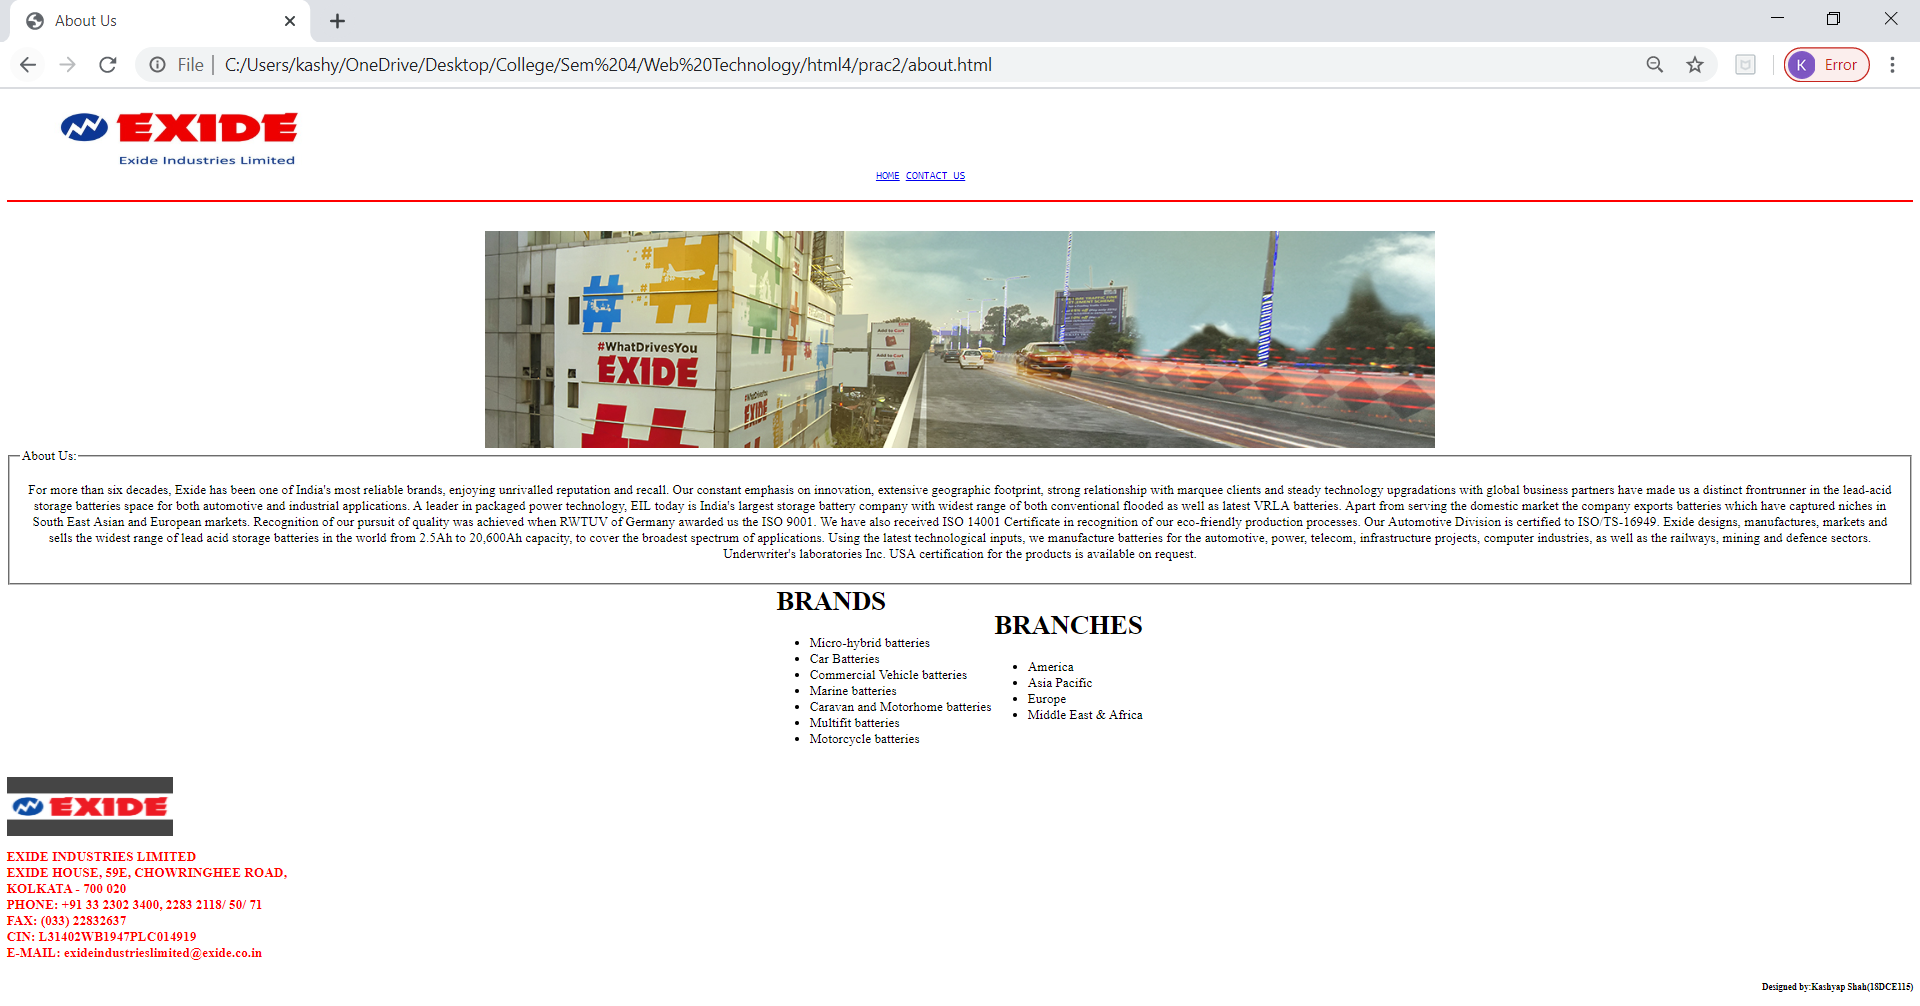 About Us
File | C:/Users/kashy/OneDrive/Desktop/College/Sem%204/Web%20Technology/html4/prac2/about.html
K Error
EXIDE
Exide Industries Limited
HOME CONTACT US
#WhatDrivesYou
EXIDE
Add to Cart
Add to Cart
#WhatDrivesYou
EXIDE
About Us:
For more than six decades, Exide has been one of India's most reliable brands, enjoying unrivalled reputation and recall. Our constant emphasis on innovation, extensive geographic footprint, strong relationship with marquee clients and steady technology upgradations with global business partners have made us a distinct frontrunner in the lead-acid
storage batteries space for both automotive and industrial applications. A leader in packaged power technology, EIL today is India's largest storage battery company with widest range of both conventional flooded as well as latest VRLA batteries. Apart from serving the domestic market the company exports batteries which have captured niches in
South East Asian and European markets. Recognition of our pursuit of quality was achieved when RWTUV of Germany awarded us the ISO 9001. We have also received ISO 14001 Certificate in recognition of our eco-friendly production processes. Our Automotive Division is certified to ISO/TS-16949. Exide designs, manufactures, markets and
sells the widest range of lead acid storage batteries in the world from 2.5Ah to 20,600Ah capacity, to cover the broadest spectrum of applications. Using the latest technological inputs, we manufacture batteries for the automotive, power, telecom, infrastructure projects, computer industries, as well as the railways, mining and defence sectors.
Underwriter's laboratories Inc. USA certification for the products is available on request.
BRANDS
Micro-hybrid batteries
Car Batteries
Commercial Vehicle batteries
Marine batteries
Caravan and Motorhome batteries
Multifit batteries
Motorcycle batteries
BRANCHES
America
Asia Pacific
Europe
Middle East & Africa
EXIDE
EXIDE INDUSTRIES LIMITED
EXIDE HOUSE, 59E, CHOWRINGHEE ROAD,
KOLKATA - 700 020
PHONE: +91 33 2302 3400, 2283 2118/ 50/ 71
FAX: (033) 22832637
CIN: L31402WB1947PLC014919
E-MAIL: exideindustrieslimited@exide.co.in
Designed by:Kashyap Shah(18DCE115)